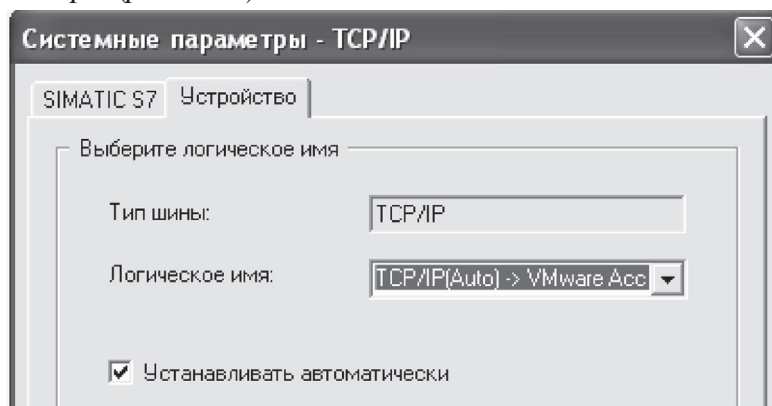 Системные параметры - TCP/IP
SIMATIC S7 Устройство
Выберите логическое имя
Тип шины: TCP/IP
Логическое имя: TCP/IP(Auto) -> VMware Acc
Устанавливать автоматически